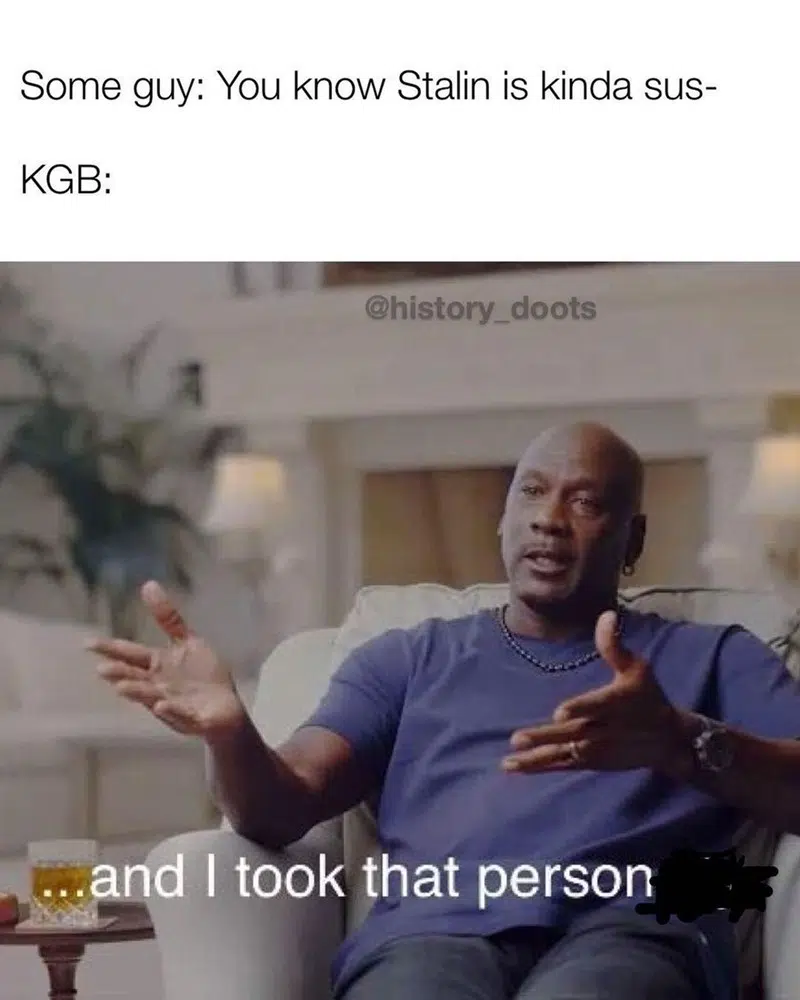 Some guy: You know Stalin is kinda sus-
KGB:
@history_doots
...and I took that person